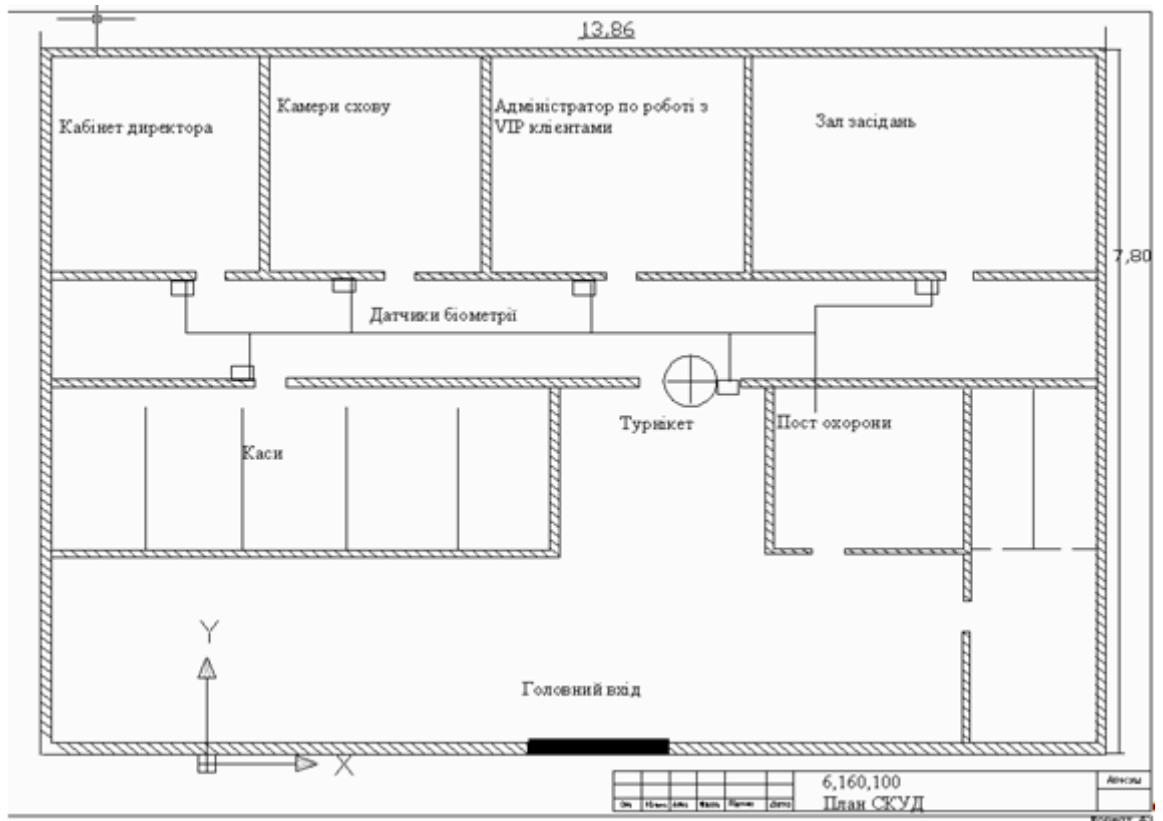 13,86
Кабінет директора
Камери схову
Адміністратор по роботі з
VIP клієнтами
Зал засідань
7,80
Датчики біометрії
Турнікет
Пост охорони
Каси
Y
Головний вхід
X
6,160,100
План СКУД